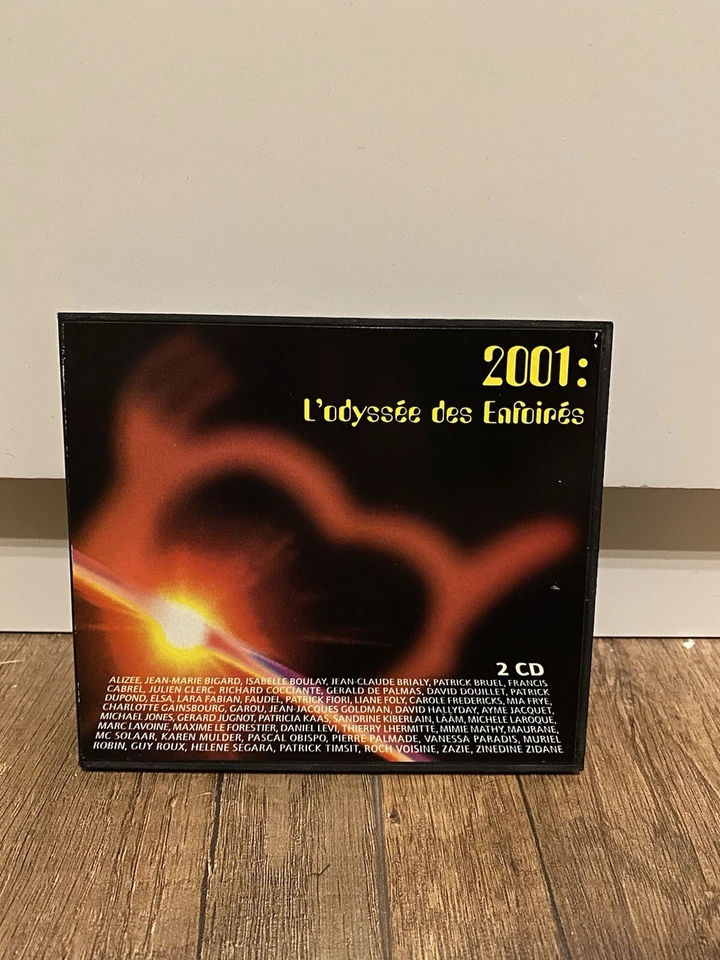 2001:
L'odyssée des Enfoirés
2 CD
ALIZEE, JEAN-MARIE BIGARD, ISABELLE BOULAY, JEAN-CLAUDE BRIALY, PATRICK BRUEL, FRANCIS
CABREL, JULIEN CLERC, RICHARD COCCIANTE, GERALD DE PALMAS, DAVID DOUILLET, PATRICK
DUPOND, ELSA, LARA FABIAN, FAUDEL, PATRICK FIORI, LIANE FOLY, CAROLE FREDERICKS, MIA FRYE,
CHARLOTTE GAINSBOURG, GAROU, JEAN-JACQUES GOLDMAN, DAVID HALLYDAY, AYME JACQUET,
MICHAEL JONES, GERARD JUGNOT, PATRICIA KAAS, SANDRINE KIBERLAIN, LÂÂM, MICHELE LAROQUE,
MARC LAVOINE, MAXIME LE FORESTIER, DANIEL LEVI, THIERRY LHERMITTE, MIMIE MATHY, MAURANE,
MC SOLAAR, KAREN MULDER, PASCAL OBISPO, PIERRE PALMADE, VANESSA PARADIS, MURIEL
ROBIN, GUY ROUX, HELENE SEGARA, PATRICK TIMSIT, ROCH VOISINE, ZAZIE, ZINEDINE ZIDANE